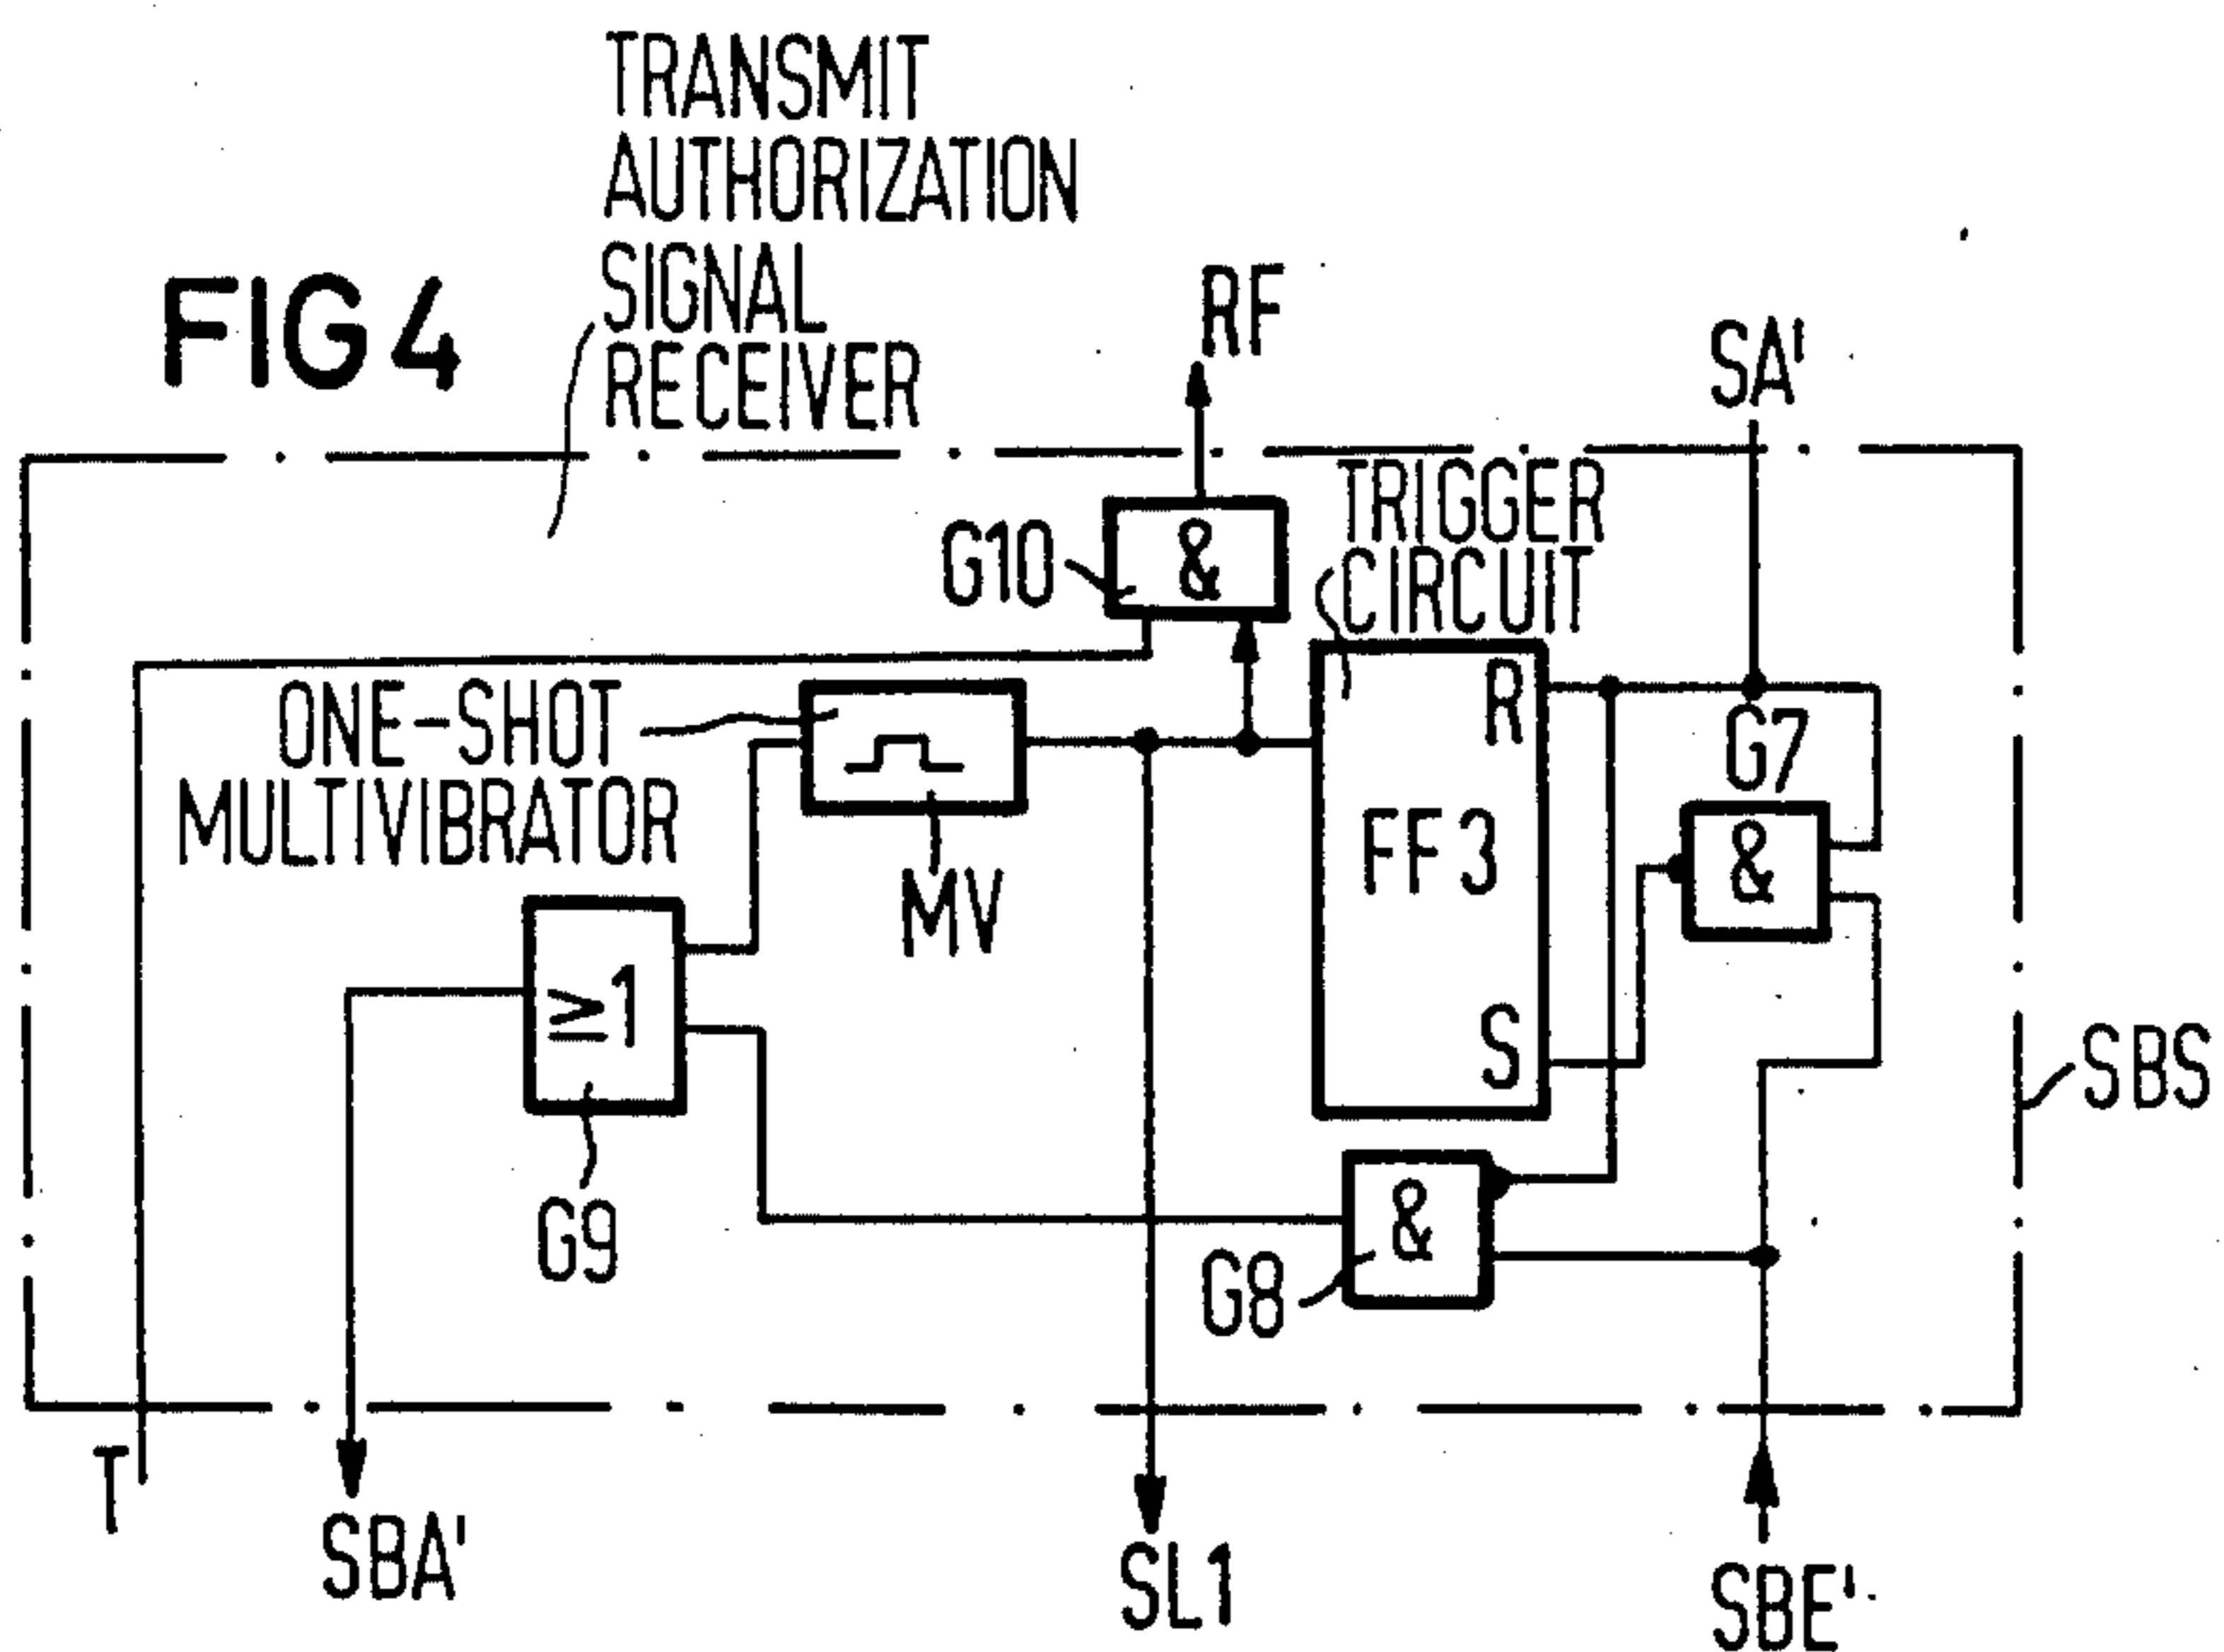 TRANSMIT
AUTHORIZATION
SIGNAL
RECEIVER
FIG 4
RF
SA'
TRIGGER
CIRCUIT
G10
&
R
ONE-SHOT
MULTIVIBRATOR
G7
&
FF3
MV
≥1
S
SBS
&
G9
G8
T
SBA'
SL1
SBE'